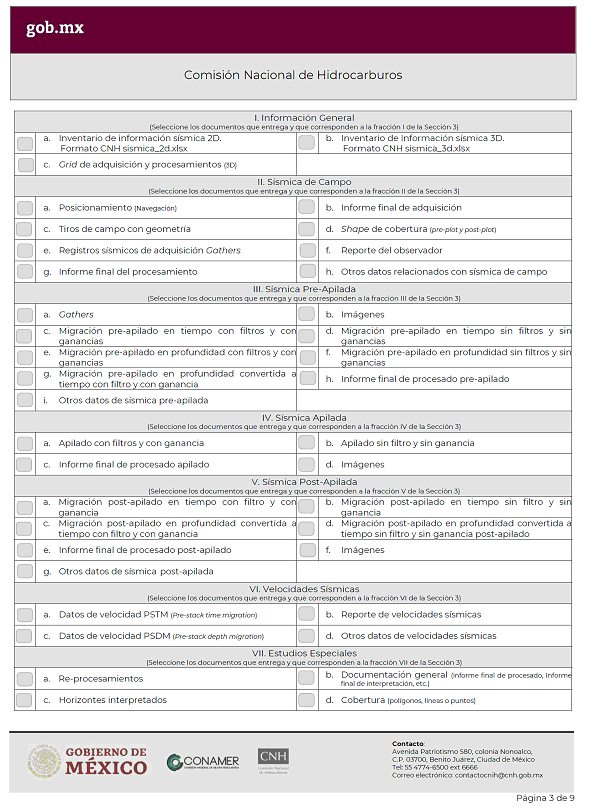 gob.mx
Comisión Nacional de Hidrocarburos
I. Información General
(Seleccione los documentos que entrega y que corresponden a la fracción I de la Sección 3)
a. Inventario de información sísmica 2D.
Formato CNH sismica_2d.xlsx
b. Inventario de Información sísmica 3D.
Formato CNH sismica_3d.xlsx
c. Grid de adquisición y procesamientos (3D)
II. Sísmica de Campo
(Seleccione los documentos que entrega y que corresponden a la fracción II de la Sección 3)
a. Posicionamiento (Navegación)
b. Informe final de adquisición
c. Tiros de campo con geometría
d. Shape de cobertura (pre-plot y post-plot)
e. Registros sísmicos de adquisición Gathers
f. Reporte del observador
g. Informe final del procesamiento
h. Otros datos relacionados con sísmica de campo
III. Sísmica Pre-Apilada
(Seleccione los documentos que entrega y que corresponden a la fracción III de la Sección 3)
a. Gathers
b. Imágenes
c. Migración pre-apilado en tiempo con filtros y con
ganancias
d. Migración pre-apilado en tiempo sin filtros y sin
ganancias
e. Migración pre-apilado en profundidad con filtros y con
ganancias
f. Migración pre-apilado en profundidad sin filtros y sin
ganancias
g. Migración pre-apilado en profundidad convertida a
tiempo con filtro y con ganancia
h. Informe final de procesado pre-apilado
i. Otros datos de sísmica pre-apilada
IV. Sísmica Apilada
(Seleccione los documentos que entrega y que corresponden a la fracción IV de la Sección 3)
a. Apilado con filtros y con ganancia
b. Apilado sin filtro y sin ganancia
c. Informe final de procesado apilado
d. Imágenes
V. Sísmica Post-Apilada
(Seleccione los documentos que entrega y que corresponden a la fracción V de la Sección 3)
a. Migración post-apilado en tiempo con filtro y con
ganancia
b. Migración post-apilado en tiempo sin filtro y sin
ganancia
c. Migración post-apilado en profundidad convertida a
tiempo con filtro y con ganancia
d. Migración post-apilado en profundidad convertida a
tiempo sin filtro y sin ganancia post-apilado
e. Informe final de procesado post-apilado
f. Imágenes
g. Otros datos de sísmica post-apilada
VI. Velocidades Sísmicas
(Seleccione los documentos que entrega y que corresponden a la fracción VI de la Sección 3)
a. Datos de velocidad PSTM (Pre-stack time migration)
b. Reporte de velocidades sísmicas
c. Datos de velocidad PSDM (Pre-stack depth migration)
d. Otros datos de velocidades sísmicas
VII. Estudios Especiales
(Seleccione los documentos que entrega y que corresponden a la fracción VII de la Sección 3)
a. Re-procesamientos
b. Documentación general (informe final de procesado, Informe
final de interpretación, etc.)
c. Horizontes interpretados
d. Cobertura (polígonos, líneas o puntos)
GOBIERNO DE
MÉXICO
CONAMER
CNH
Comisión Nacional
de Hidrocarburos
Contacto:
Avenida Patriotismo 580, colonia Nonoalco,
C.P. 03700, Benito Juárez, Ciudad de México
Tel: 55 4774-6500 ext 6666
Correo electrónico: contactocnih@cnh.gob.mx
Página 3 de 9